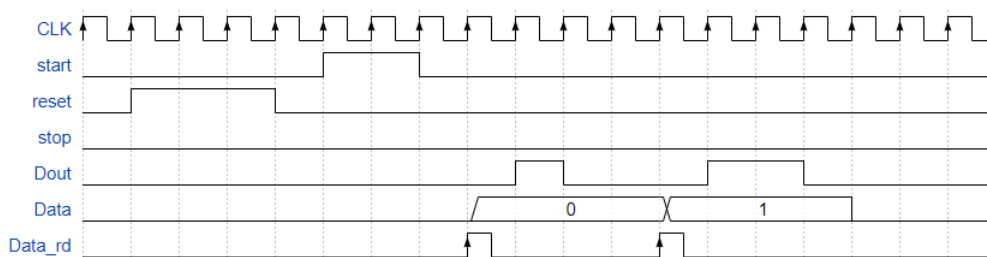 CLK
start
reset
stop
Dout
Data 0 1
Data_rd